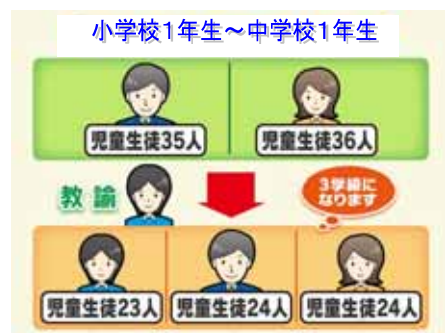 小学校1年生～中学校1年生
児童生徒35人
児童生徒36人
教諭
3学級に
なります
児童生徒23人
児童生徒24人
児童生徒24人